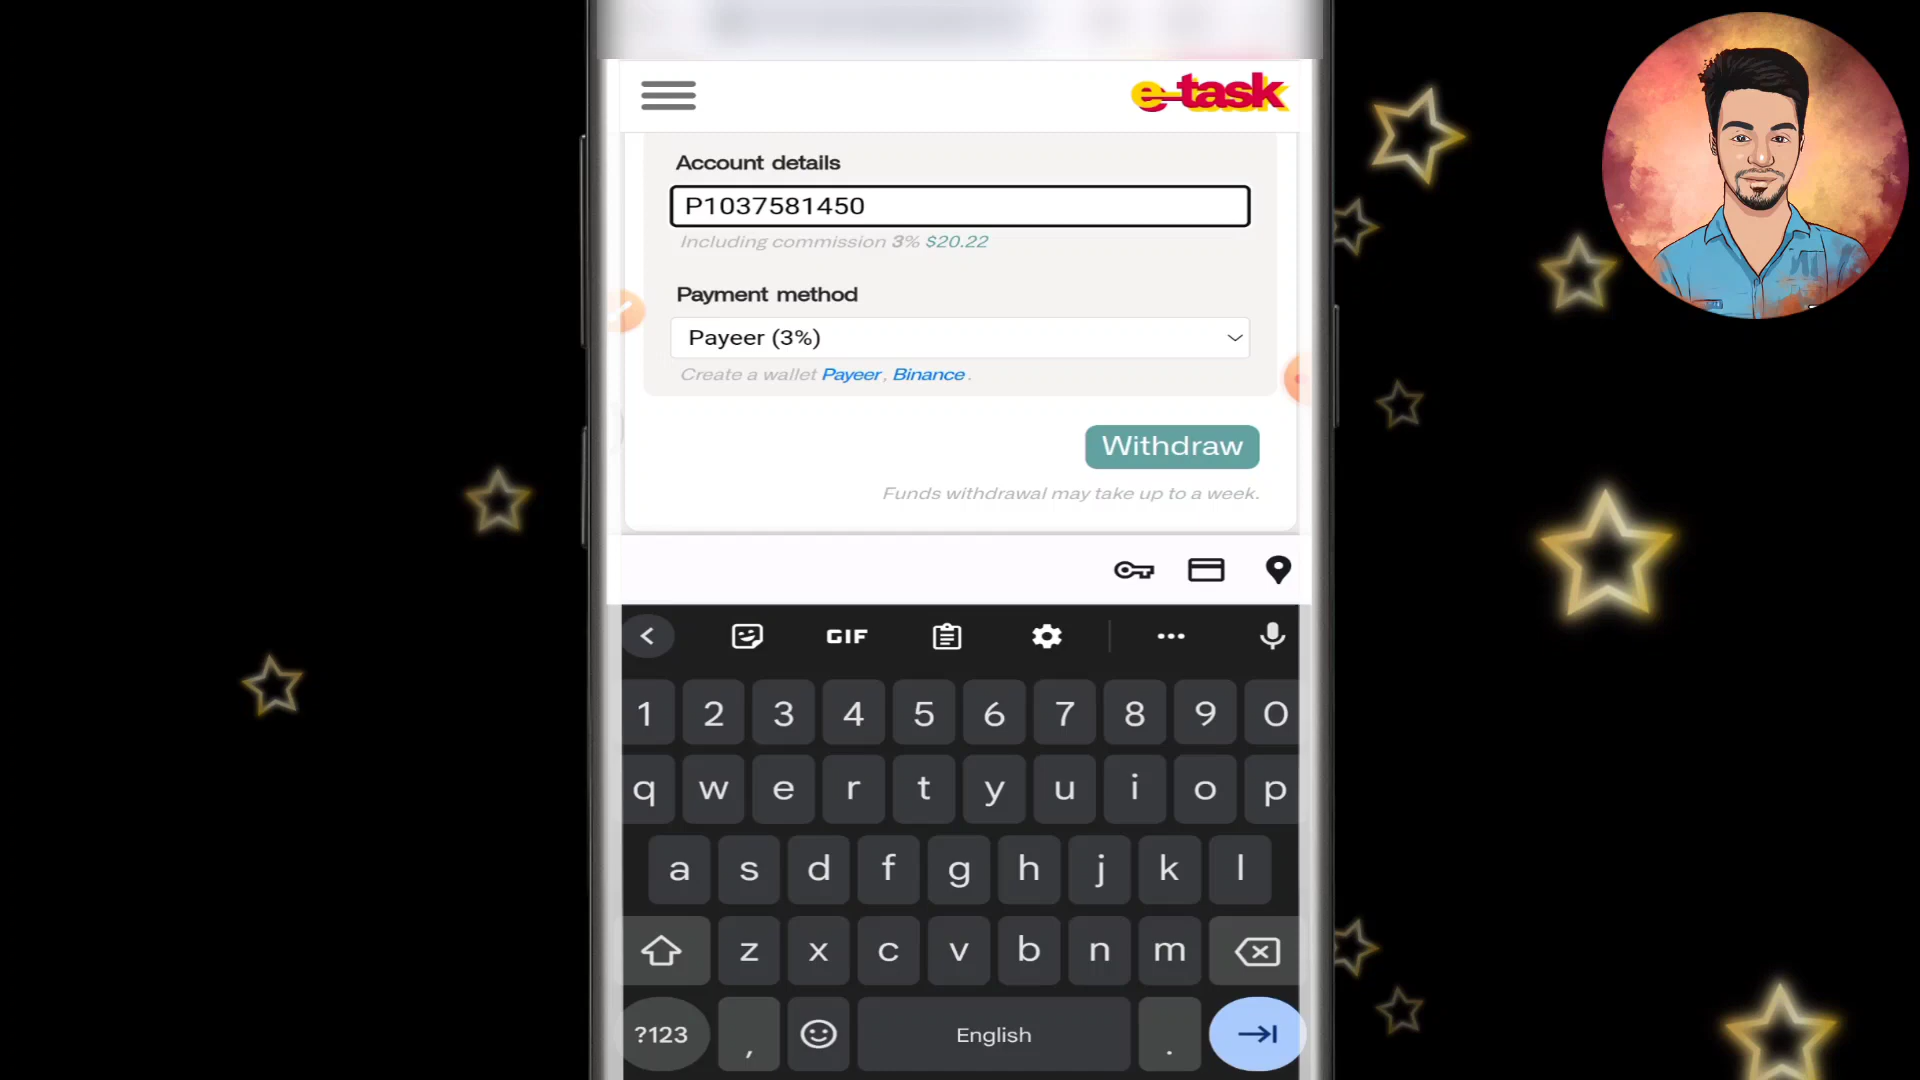 e-task
Account details
P1037581450
Including commission 3% $20.22
Payment method
Payeer (3%)
Create a wallet Payeer, Binance.
Withdraw
Funds withdrawal may take up to a week.
GIF
1 2 3 4 5 6 7 8 9 0
q w e r t y u i o p
a s d f g h j k l
z x c v b n m
?123 , English .